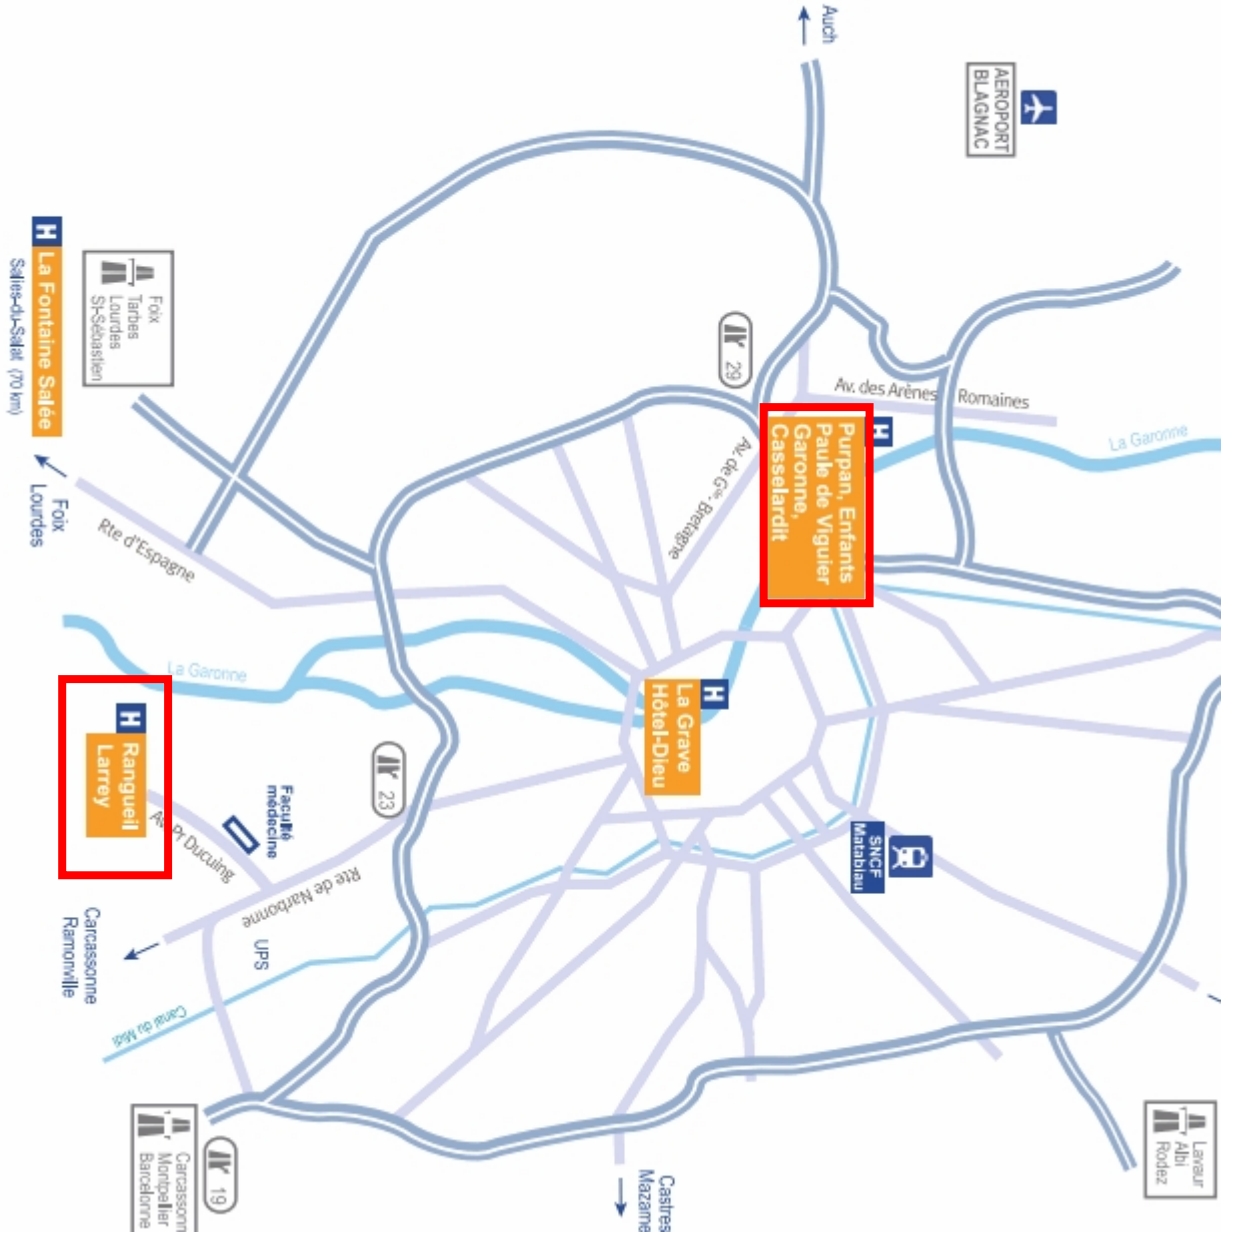 Auch
AEROPORT
BLAGNAC
H
La Fontaine Salée
Salies-du-Salat (70 km)
Foix
Tarbes
Lourdes
St-Sébastien
29
Av. des Arènes Romaines
La Garonne
H
Purpan, Enfants
Paule de Viguier
Garonne,
Casselardit
Av. de Gde. Bretagne
Foix
Lourdes
Rte d'Espagne
La Garonne
H
La Grave
Hôtel-Dieu
H
Rangueil
Larrey
23
Faculté
médecine
Av. Pr Ducuing
Rte de Narbonne
SNCF
Matabiau
Carcassonne
Ramonville
UPS
Canal du Midi
Carcassonn
Montpellier
Barcelonne
19
Castres
Mazame
Lavaur
Albi
Rodez